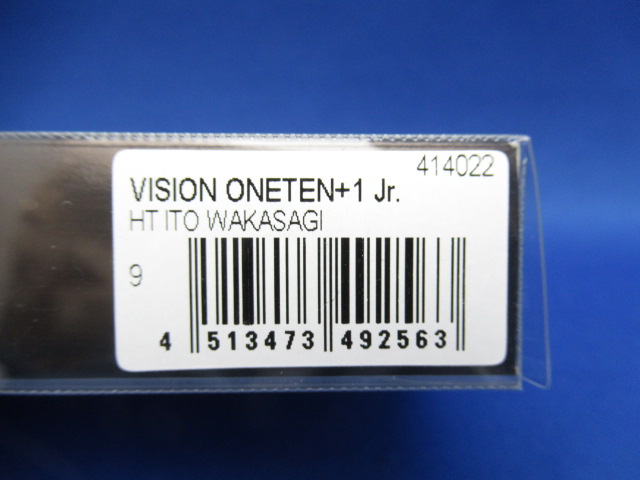 414022
VISION ONETEN+1 Jr.
HT ITO WAKASAGI
9
4 513473 492563